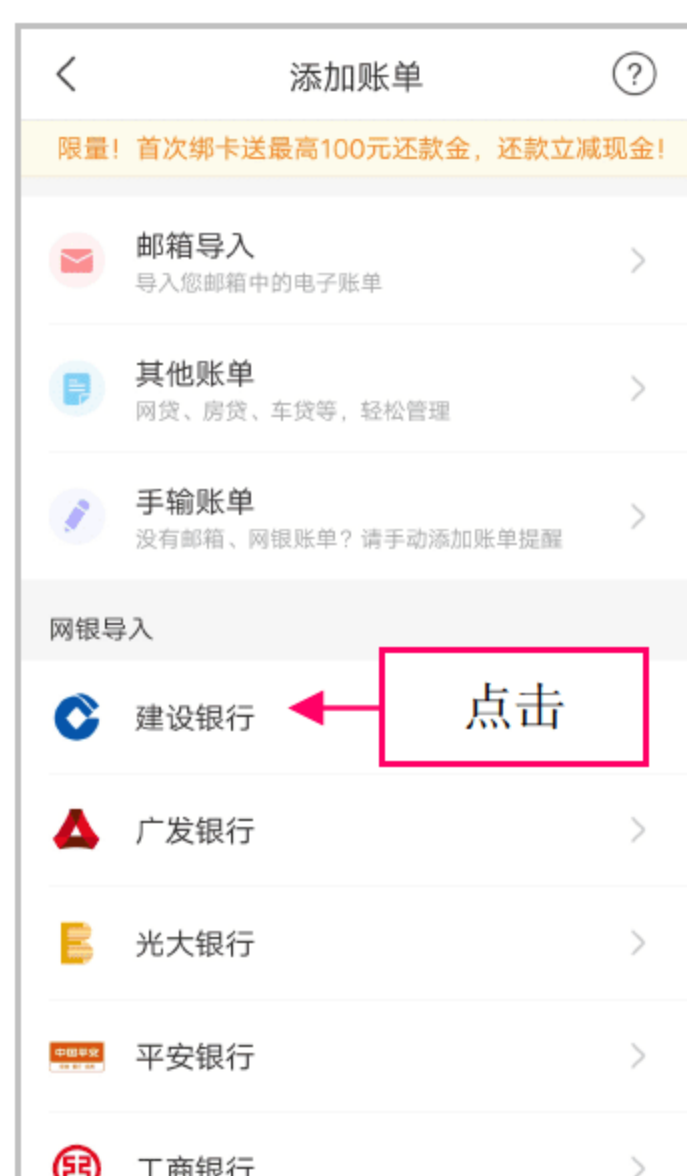 添加账单
限量！首次绑卡送最高100元还款金，还款立减现金！
邮箱导入
导入您邮箱中的电子账单
其他账单
网贷、房贷、车贷等，轻松管理
手输账单
没有邮箱、网银账单？请手动添加账单提醒
网银导入
建设银行
点击
广发银行
光大银行
中国平安
平安银行
工商银行